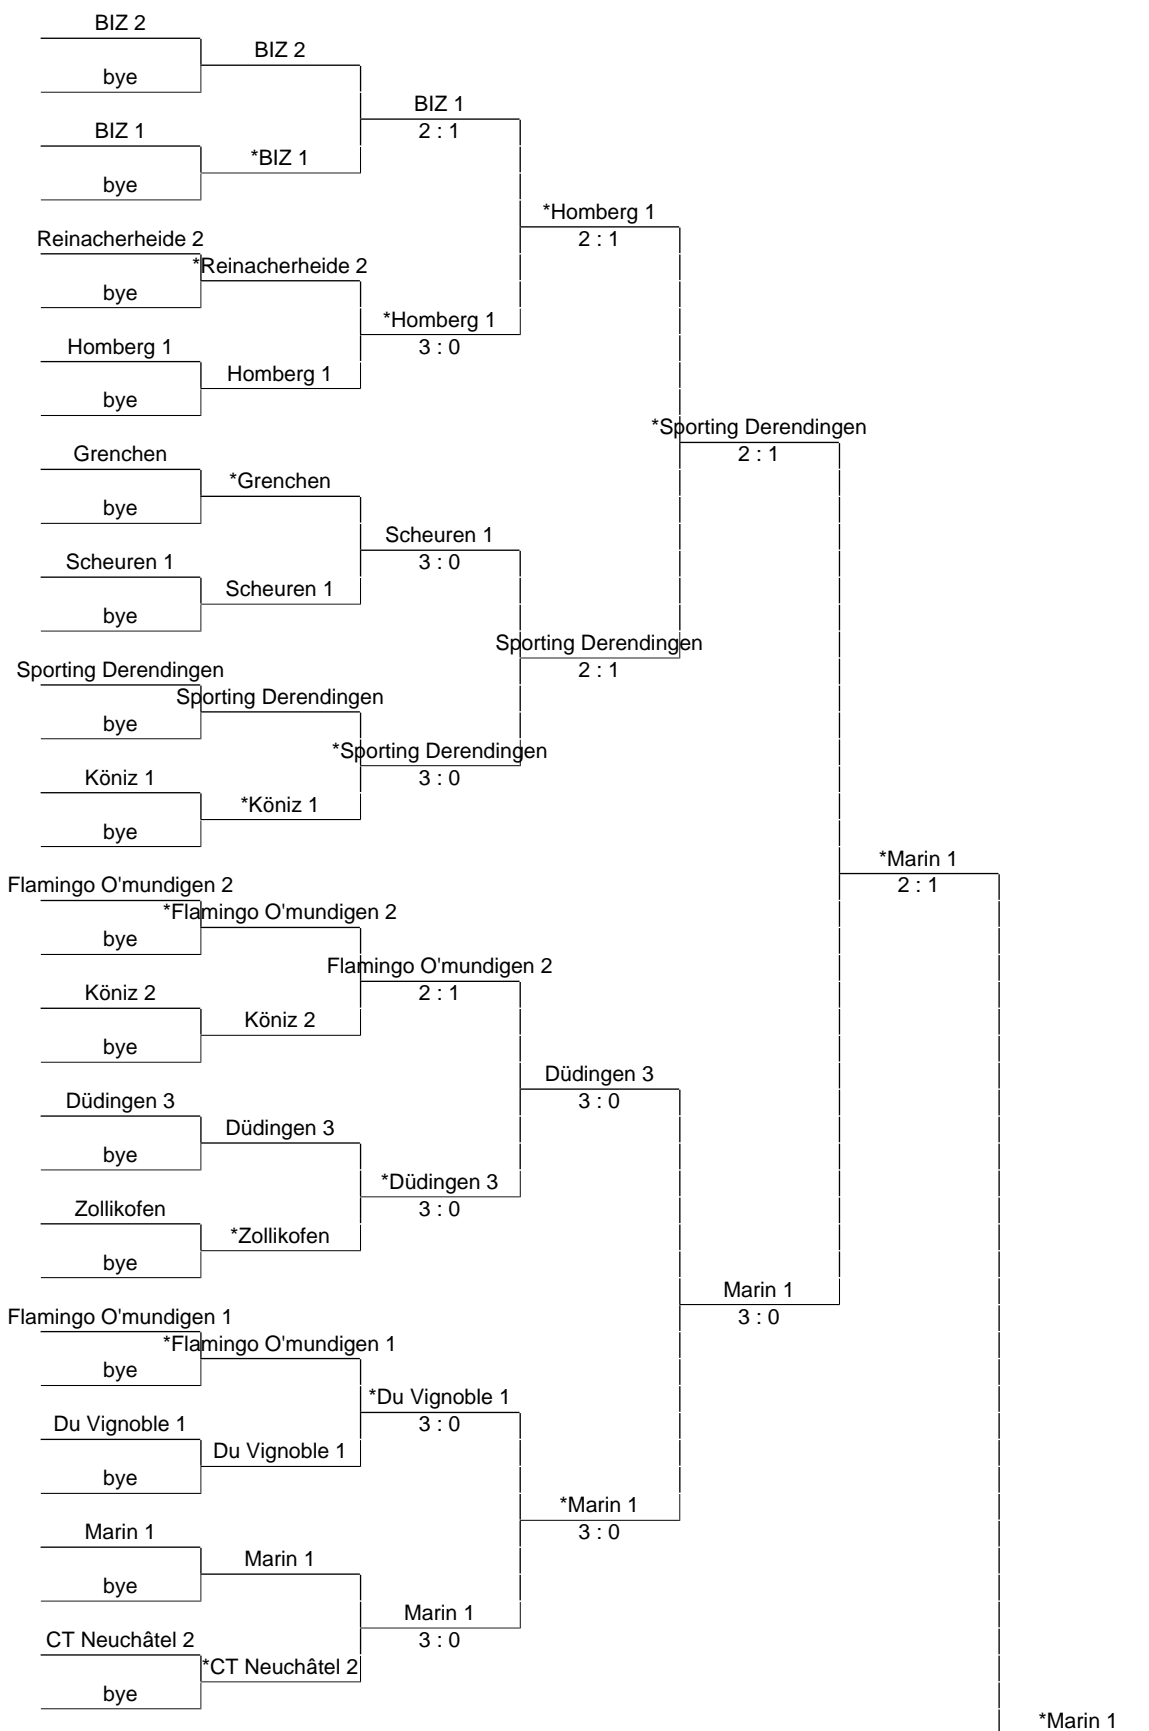 BIZ 2
BIZ 2
bye
BIZ 1
2 : 1
BIZ 1
*BIZ 1
bye
*Homberg 1
2 : 1
Reinacherheide 2
*Reinacherheide 2
bye
*Homberg 1
3 : 0
Homberg 1
Homberg 1
bye
*Sporting Derendingen
2 : 1
Grenchen
*Grenchen
bye
Scheuren 1
3 : 0
Scheuren 1
Scheuren 1
bye
Sporting Derendingen
2 : 1
Sporting Derendingen
Sporting Derendingen
bye
*Sporting Derendingen
3 : 0
Köniz 1
*Köniz 1
bye
*Marin 1
2 : 1
Flamingo O'mundigen 2
*Flamingo O'mundigen 2
bye
Flamingo O'mundigen 2
2 : 1
Köniz 2
Köniz 2
bye
Düdingen 3
3 : 0
Düdingen 3
Düdingen 3
bye
*Düdingen 3
3 : 0
Zollikofen
*Zollikofen
bye
Marin 1
3 : 0
Flamingo O'mundigen 1
*Flamingo O'mundigen 1
bye
*Du Vignoble 1
3 : 0
Du Vignoble 1
Du Vignoble 1
bye
*Marin 1
3 : 0
Marin 1
Marin 1
bye
Marin 1
3 : 0
CT Neuchâtel 2
*CT Neuchâtel 2
bye
*Marin 1